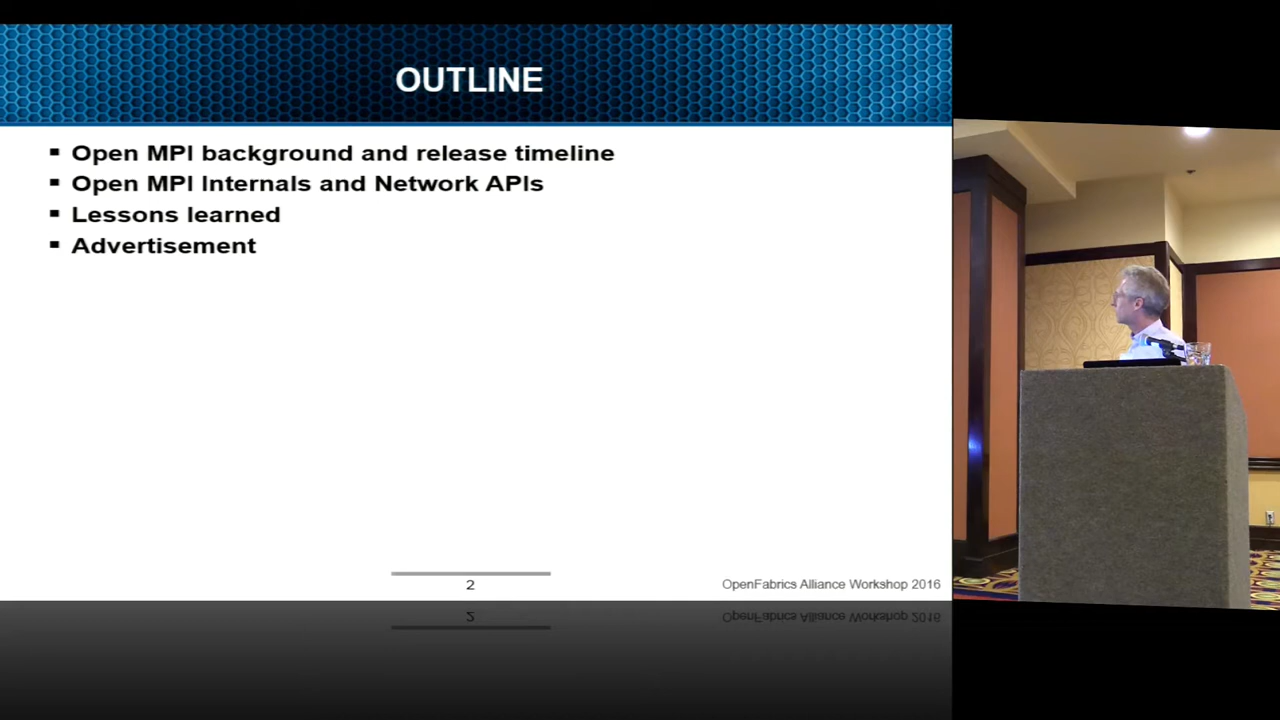 OUTLINE
▪ Open MPI background and release timeline
▪ Open MPI Internals and Network APIs
▪ Lessons learned
▪ Advertisement
2
OpenFabrics Alliance Workshop 2016